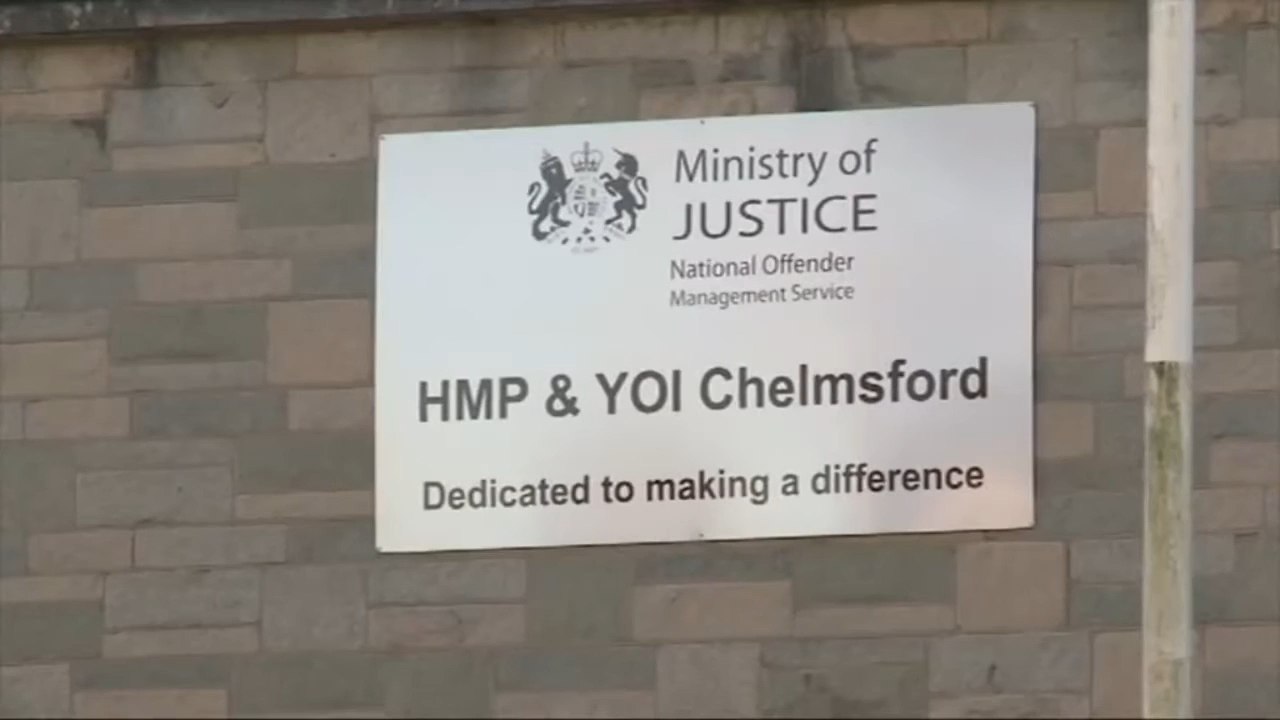 Ministry of
JUSTICE
National Offender
Management Service
HMP & YOI Chelmsford
Dedicated to making a difference